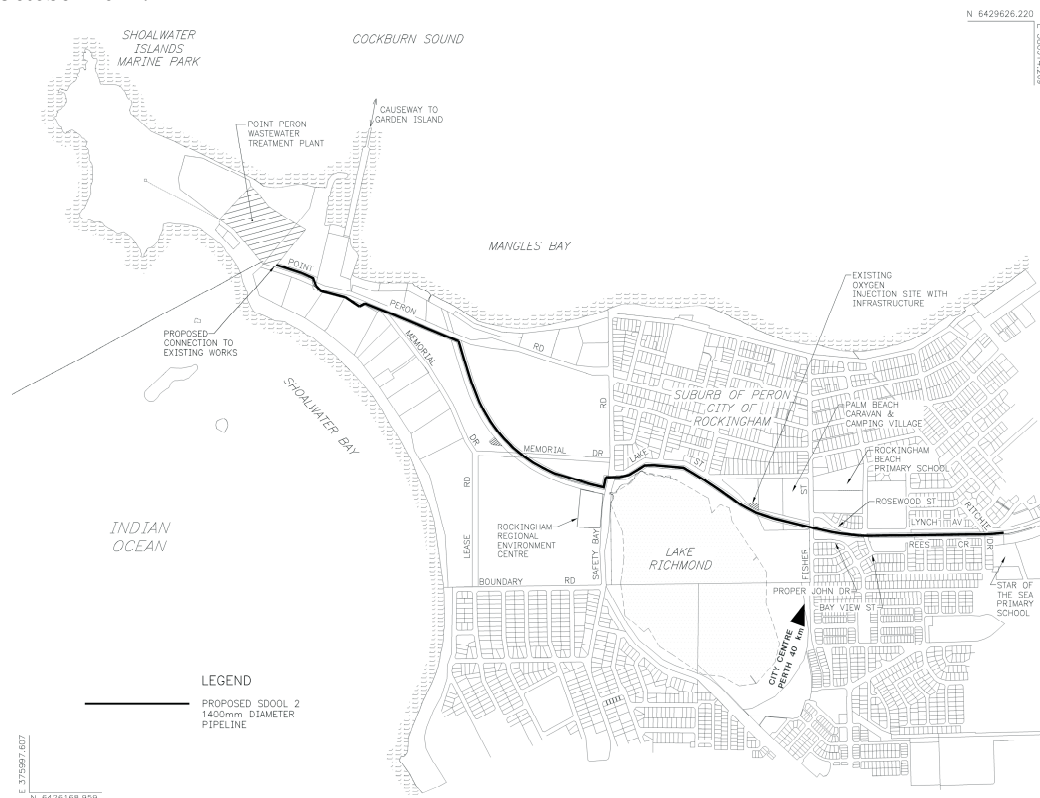 N 6429626.220
SHOALWATER
ISLANDS
MARINE PARK
COCKBURN SOUND
CAUSEWAY TO
GARDEN ISLAND
POINT PERON
WASTEWATER
TREATMENT PLANT
MANGLES BAY
POINT
PERON
RD
EXISTING
OXYGEN
INJECTION SITE WITH
INFRASTRUCTURE
PROPOSED
CONNECTION TO
EXISTING WORKS
MEMORIAL
DR
SHOALWATER BAY
SUBURB OF PERON
CITY OF
ROCKINGHAM
RD
PALM BEACH
CARAVAN &
CAMPING VILLAGE
MEMORIAL DR
LAKE ST
ROCKINGHAM
BEACH
PRIMARY SCHOOL
ROSEWOOD ST
RITCHIE
DR
LYNCH AV
REES CR
INDIAN
OCEAN
LEASE RD
ROCKINGHAM
REGIONAL
ENVIRONMENT
CENTRE
SAFETY BAY
LAKE
RICHMOND
FISHER ST
BOUNDARY RD
PROPER JOHN DR
BAY VIEW ST
STAR OF
THE SEA
PRIMARY
SCHOOL
CITY CENTRE
PERTH 40 km
LEGEND
PROPOSED SDOOL 2
1400mm DIAMETER
PIPELINE
E 375997.607